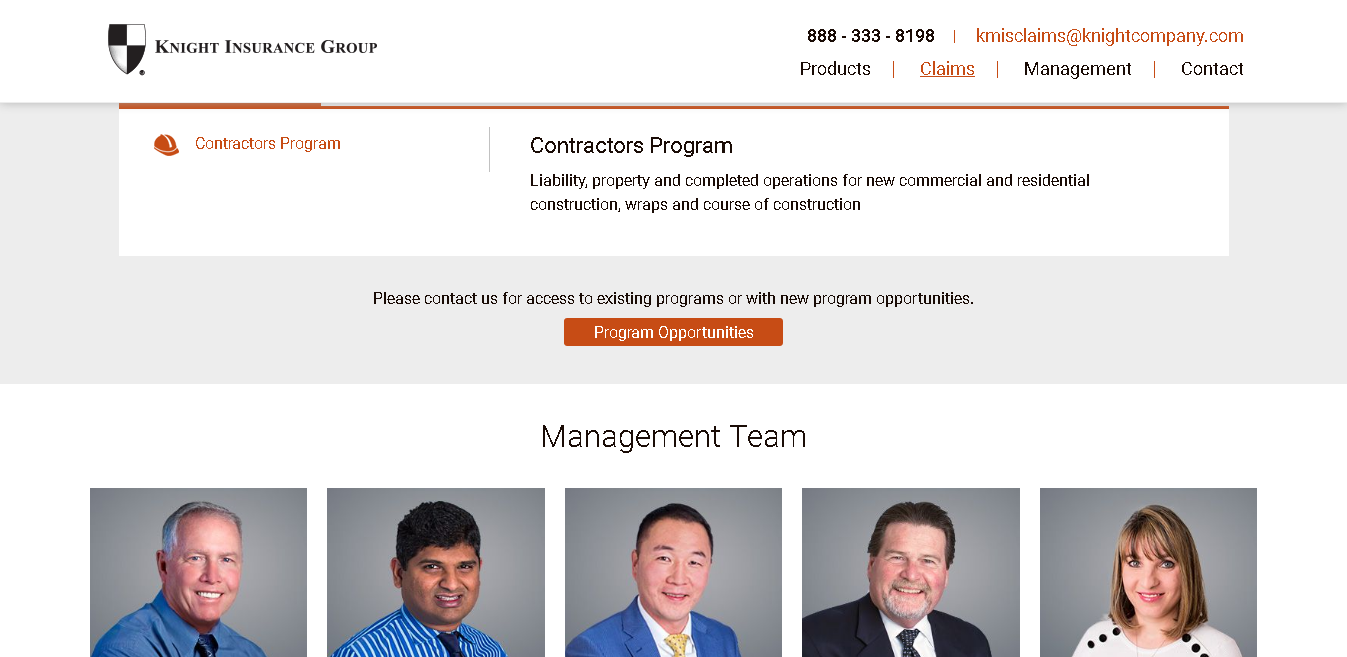 KNIGHT INSURANCE GROUP
888 - 333 - 8198 | kmisclaims@knightcompany.com
Products | Claims | Management | Contact
Contractors Program
Contractors Program
Liability, property and completed operations for new commercial and residential
construction, wraps and course of construction
Please contact us for access to existing programs or with new program opportunities.
Program Opportunities
Management Team